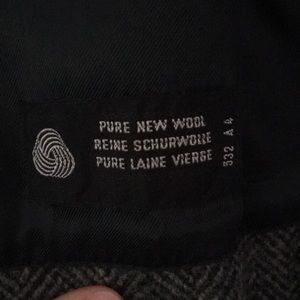 PURE NEW WOOL
REINE SCHURWOLLE
PURE LAINE VIERGE
332 A 4